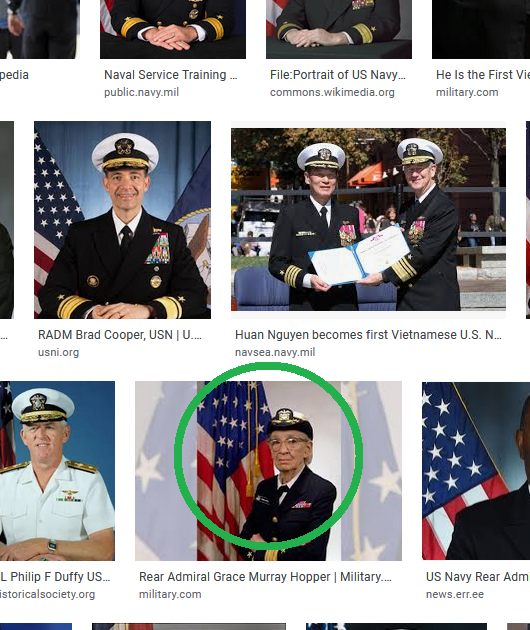 pedia
Naval Service Training ...
File:Portrait of US Navy...
He Is the First Vie
public.navy.mil
commons.wikimedia.org
military.com
...
RADM Brad Cooper, USN | U....
Huan Nguyen becomes first Vietnamese U.S. N...
usni.org
navsea.navy.mil
L Philip F Duffy US...
Rear Admiral Grace Murray Hopper | Military....
US Navy Rear Adm
istoricalsociety.org
military.com
news.err.ee